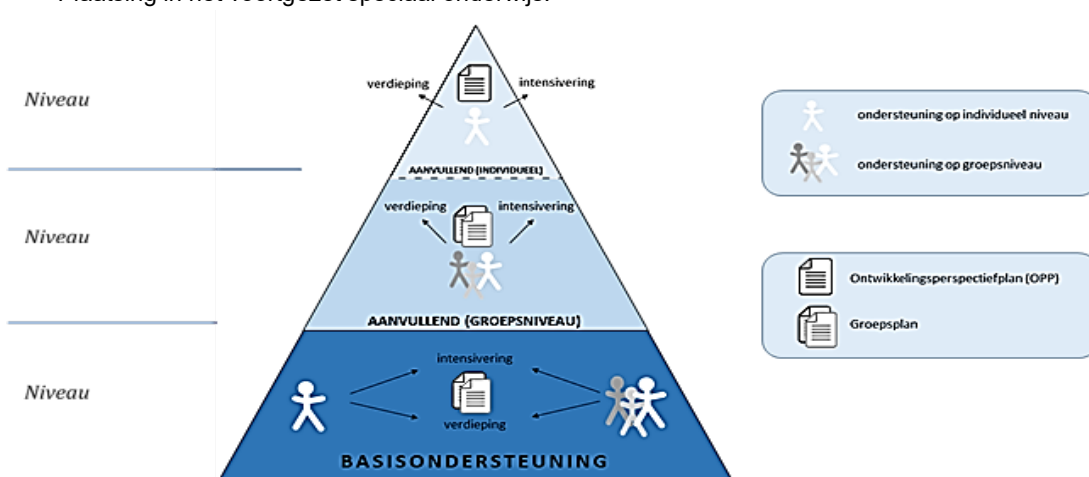 Plaatsing in het voortgezet speciaal onderwijs.
Niveau
verdieping
intensivering
AANVULLEND (INDIVIDUEEL)
Niveau
verdieping
intensivering
AANVULLEND (GROEPSNIVEAU)
Niveau
intensivering
verdieping
BASISONDERSTEUNING
ondersteuning op individueel niveau
ondersteuning op groepsniveau
Ontwikkelingsperspectiefplan (OPP)
Groepsplan